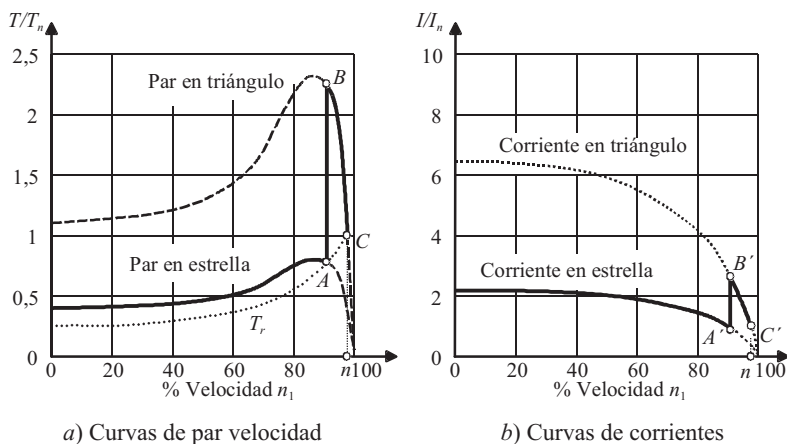 T/Tn
2,5
2
1,5
1
0,5
0
Par en triángulo
B
C
Par en estrella
A
Tr
0 20 40 60 80 n 100
% Velocidad n1
a) Curvas de par velocidad
I/In
10
8
6
4
2
0
Corriente en triángulo
B´
Corriente en estrella
A´
C´
0 20 40 60 80 n 100
% Velocidad n1
b) Curvas de corrientes